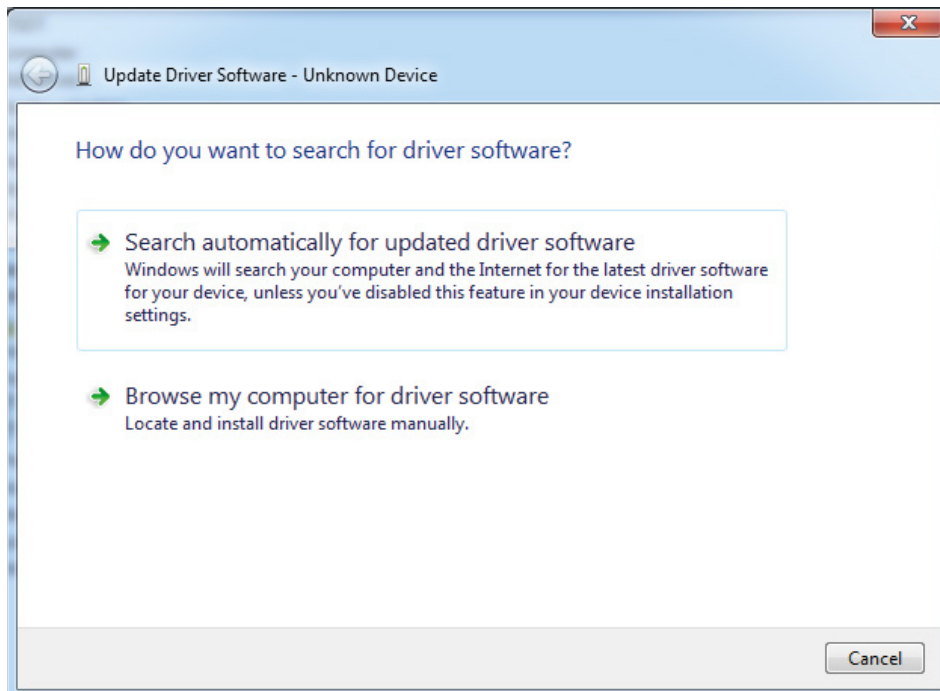 Update Driver Software - Unknown Device
How do you want to search for driver software?
Search automatically for updated driver software
Windows will search your computer and the Internet for the latest driver software
for your device, unless you've disabled this feature in your device installation
settings.
Browse my computer for driver software
Locate and install driver software manually.
Cancel